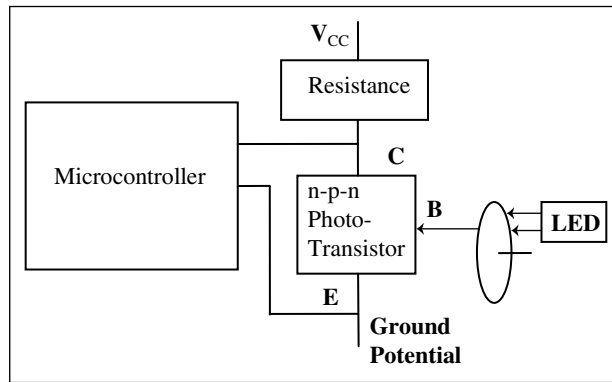 V_CC
Resistance
C
Microcontroller
n-p-n
Photo-
Transistor
B
LED
E
Ground
Potential